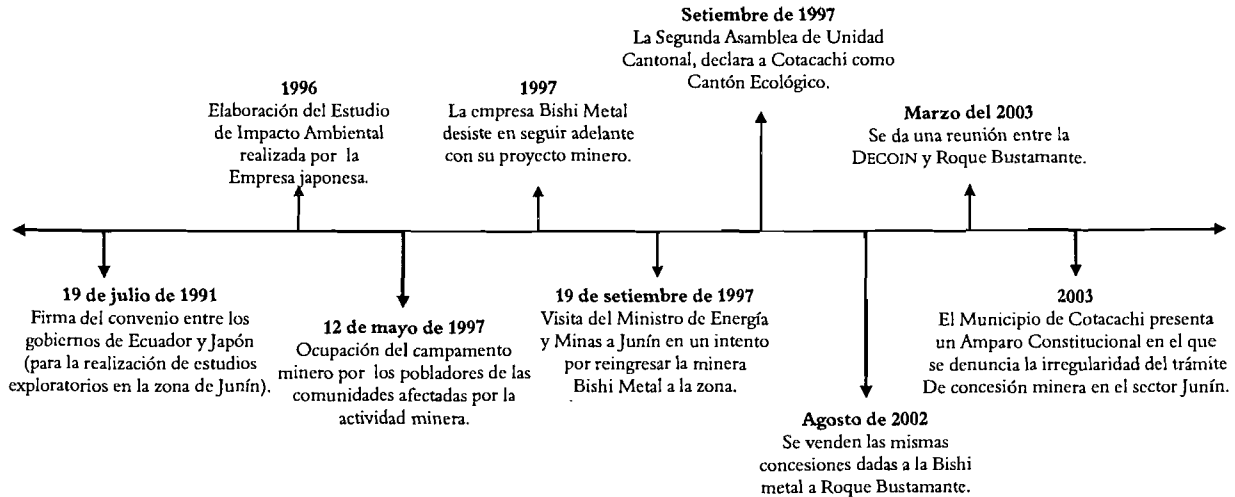 19 de julio de 1991
Firma del convenio entre los
gobiernos de Ecuador y Japón
(para la realización de estudios
exploratorios en la zona de Junín).
1996
Elaboración del Estudio
de Impacto Ambiental
realizada por la
Empresa japonesa.
12 de mayo de 1997
Ocupación del campamento
minero por los pobladores de las
comunidades afectadas por la
actividad minera.
1997
La empresa Bishi Metal
desiste en seguir adelante
con su proyecto minero.
19 de setiembre de 1997
Visita del Ministro de Energía
y Minas a Junín en un intento
por reingresar la minera
Bishi Metal a la zona.
Setiembre de 1997
La Segunda Asamblea de Unidad
Cantonal, declara a Cotacachi como
Cantón Ecológico.
Agosto de 2002
Se venden las mismas
concesiones dadas a la Bishi
metal a Roque Bustamante.
Marzo del 2003
Se da una reunión entre la
DECOIN y Roque Bustamante.
2003
El Municipio de Cotacachi presenta
un Amparo Constitucional en el que
se denuncia la irregularidad del trámite
De concesión minera en el sector Junín.